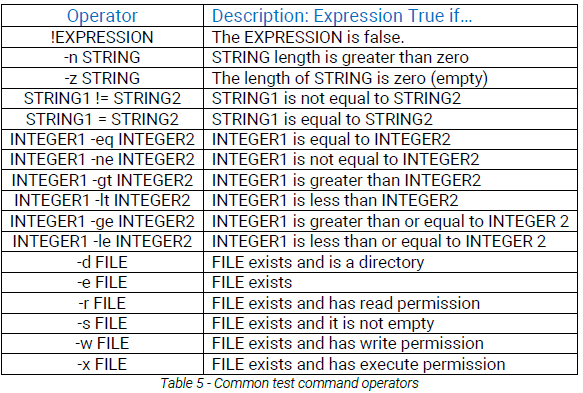 Operator Description: Expression True if...
!EXPRESSION The EXPRESSION is false.
-n STRING STRING length is greater than zero
-z STRING The length of STRING is zero (empty)
STRING1 != STRING2 STRING1 is not equal to STRING2
STRING1 = STRING2 STRING1 is equal to STRING2
INTEGER1 -eq INTEGER2 INTEGER1 is equal to INTEGER2
INTEGER1 -ne INTEGER2 INTEGER1 is not equal to INTEGER2
INTEGER1 -gt INTEGER2 INTEGER1 is greater than INTEGER2
INTEGER1 -lt INTEGER2 INTEGER1 is less than INTEGER2
INTEGER1 -ge INTEGER2 INTEGER1 is greater than or equal to INTEGER 2
INTEGER1 -le INTEGER2 INTEGER1 is less than or equal to INTEGER 2
-d FILE FILE exists and is a directory
-e FILE FILE exists
-r FILE FILE exists and has read permission
-s FILE FILE exists and it is not empty
-w FILE FILE exists and has write permission
-x FILE FILE exists and has execute permission
Table 5 - Common test command operators